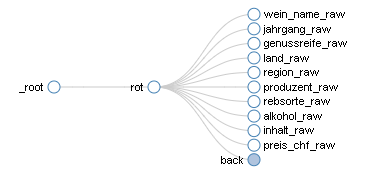 wein_name_raw
jahrgang_raw
genussreife_raw
land_raw
region_raw
_root
rot
produzent_raw
rebsorte_raw
alkohol_raw
inhalt_raw
preis_chf_raw
back